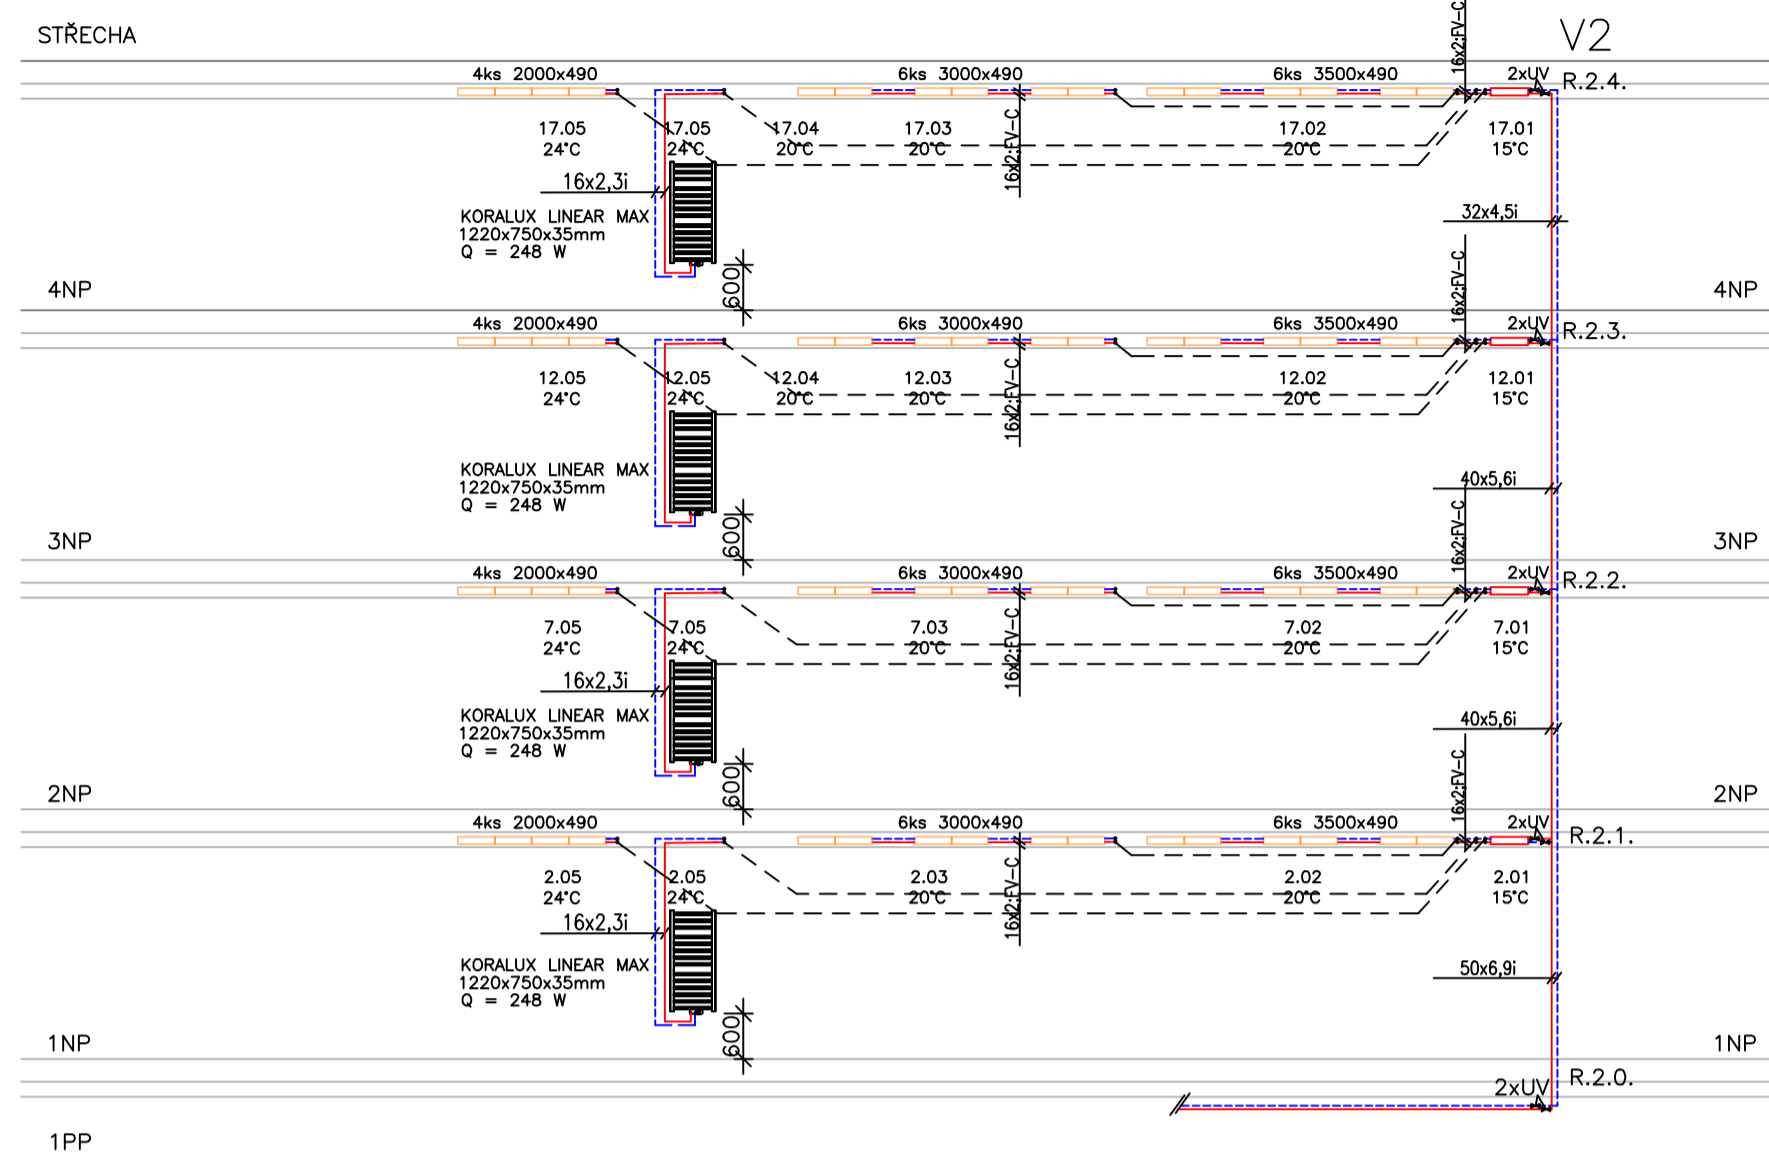 STŘECHA
V2
16x2;FV-C
4ks 2000x490
6ks 3000x490
6ks 3500x490
2xUV
R.2.4.
17.05
24°C
17.05
24°C
17.04
20°C
17.03
20°C
16x2;FV-C
17.02
20°C
17.01
15°C
16x2,3i
KORALUX LINEAR MAX
1220x750x35mm
Q = 248 W
32x4,5i
600
4NP
4NP
16x2;FV-C
4ks 2000x490
6ks 3000x490
6ks 3500x490
2xUV
R.2.3.
12.05
24°C
12.05
24°C
12.04
20°C
12.03
20°C
16x2;FV-C
12.02
20°C
12.01
15°C
KORALUX LINEAR MAX
1220x750x35mm
Q = 248 W
40x5,6i
600
3NP
3NP
16x2;FV-C
4ks 2000x490
6ks 3000x490
6ks 3500x490
2xUV
R.2.2.
7.05
24°C
7.05
24°C
7.03
20°C
16x2;FV-C
7.02
20°C
7.01
15°C
16x2,3i
KORALUX LINEAR MAX
1220x750x35mm
Q = 248 W
40x5,6i
600
2NP
2NP
16x2;FV-C
4ks 2000x490
6ks 3000x490
6ks 3500x490
2xUV
R.2.1.
2.05
24°C
2.05
24°C
2.03
20°C
16x2;FV-C
2.02
20°C
2.01
15°C
16x2,3i
KORALUX LINEAR MAX
1220x750x35mm
Q = 248 W
50x6,9i
600
1NP
1NP
2xUV
R.2.0.
1PP